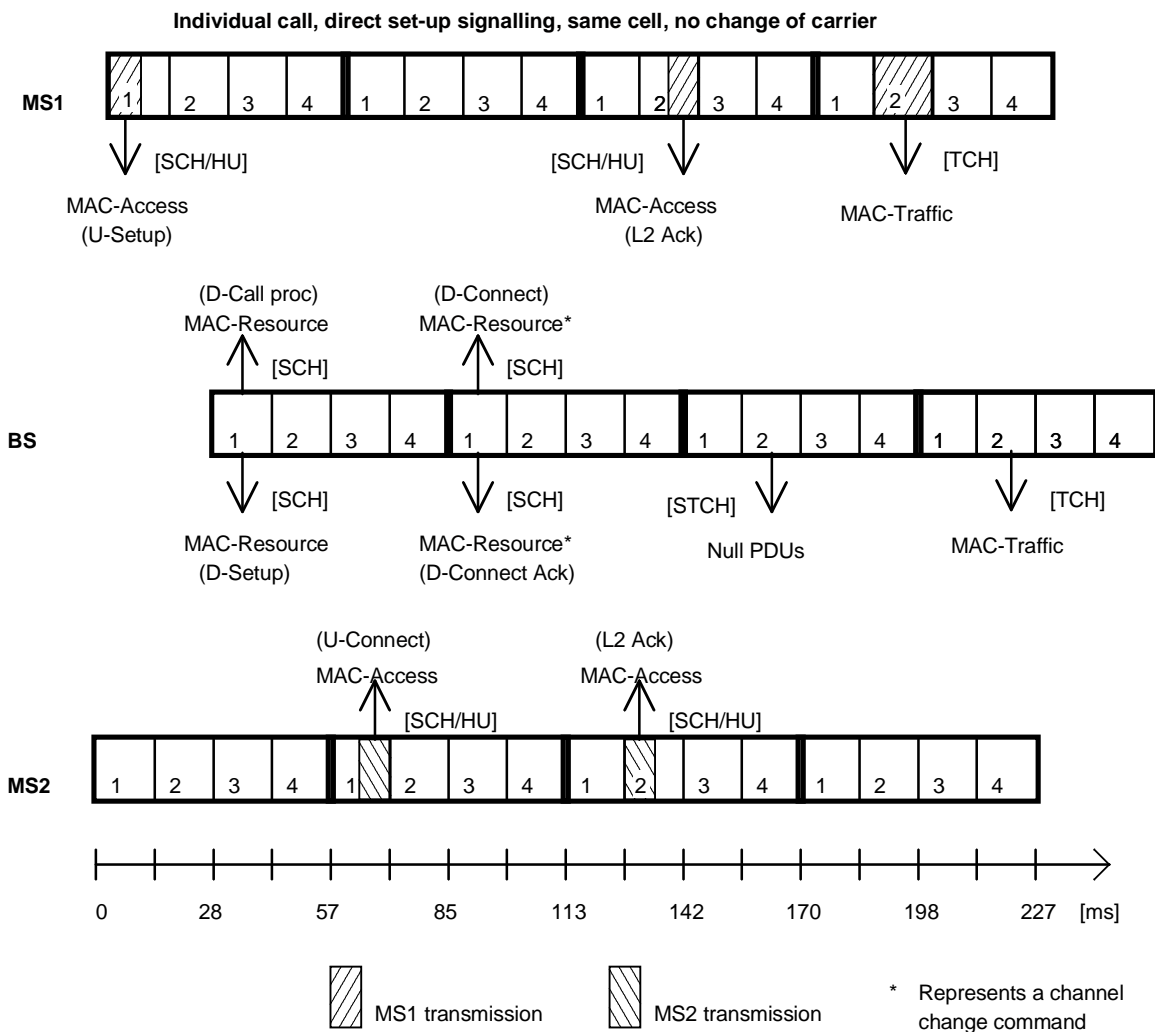 Individual call, direct set-up signalling, same cell, no change of carrier
MS1
1 2 3 4 1 2 3 4 1 2 3 4 1 2 3 4
[SCH/HU] [SCH/HU] [TCH]
MAC-Access MAC-Access MAC-Traffic
(U-Setup) (L2 Ack)
(D-Call proc) (D-Connect)
MAC-Resource MAC-Resource*
[SCH] [SCH]
BS
1 2 3 4 1 2 3 4 1 2 3 4 1 2 3 4
[SCH] [SCH] [STCH] [TCH]
MAC-Resource MAC-Resource* Null PDUs MAC-Traffic
(D-Setup) (D-Connect Ack)
(U-Connect) (L2 Ack)
MAC-Access MAC-Access
[SCH/HU] [SCH/HU]
MS2
1 2 3 4 1 2 3 4 1 2 3 4 1 2 3 4
0 28 57 85 113 142 170 198 227 [ms]
MS1 transmission MS2 transmission * Represents a channel
change command